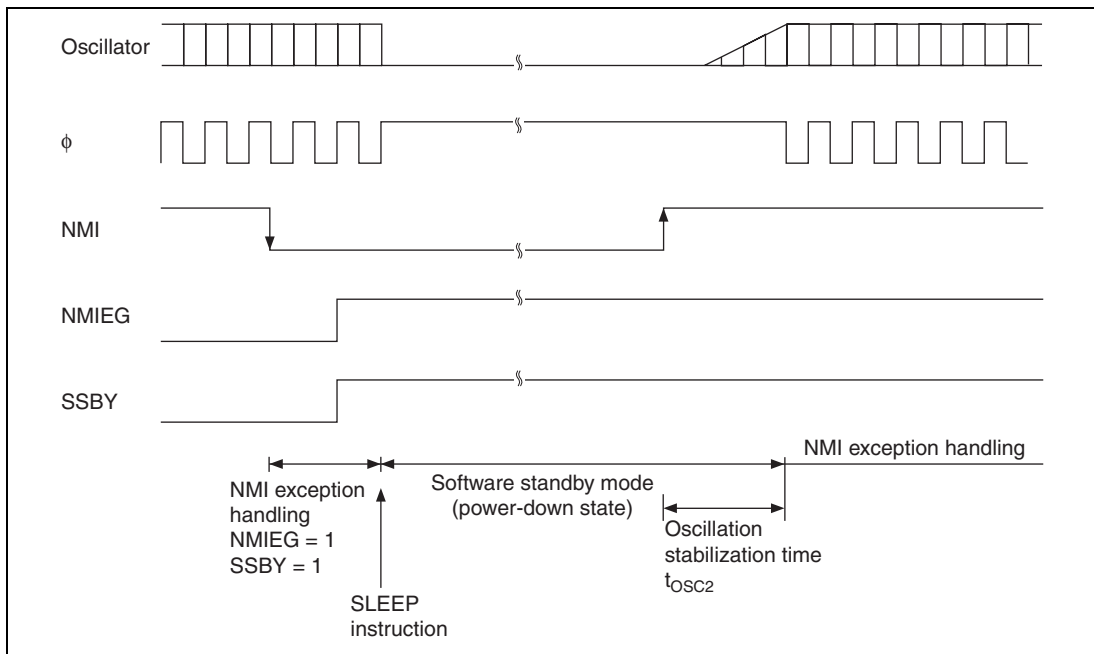 Oscillator
φ
NMI
NMIEG
SSBY
NMI exception
handling
NMIEG = 1
SSBY = 1
SLEEP
instruction
Software standby mode
(power-down state)
Oscillation
stabilization time
tOSC2
NMI exception handling